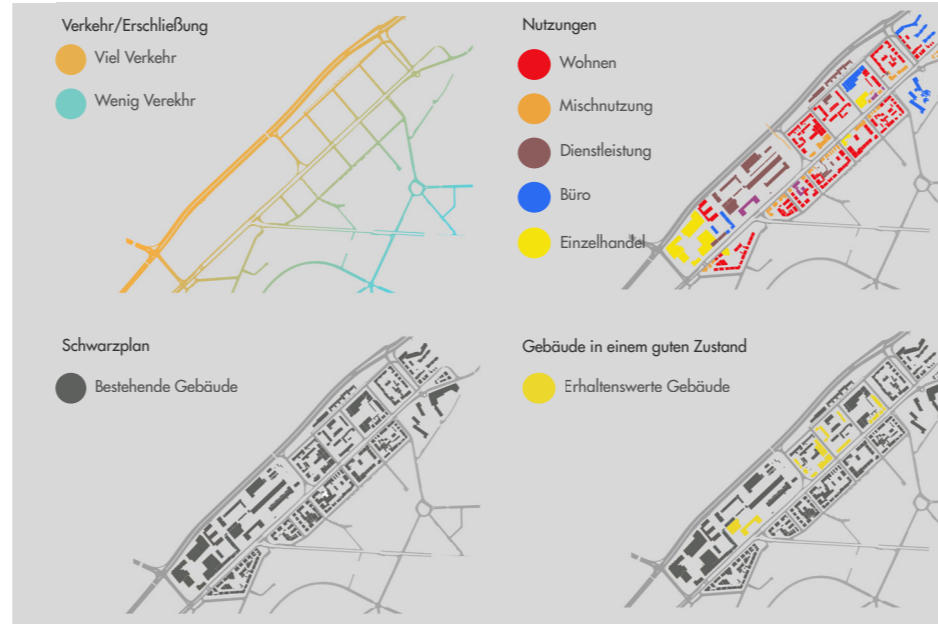 Verkehr/Erschließung
Viel Verkehr
Wenig Verekhr
Nutzungen
Wohnen
Mischnutzung
Dienstleistung
Büro
Einzelhandel
Schwarzplan
Bestehende Gebäude
Gebäude in einem guten Zustand
Erhaltenswerte Gebäude